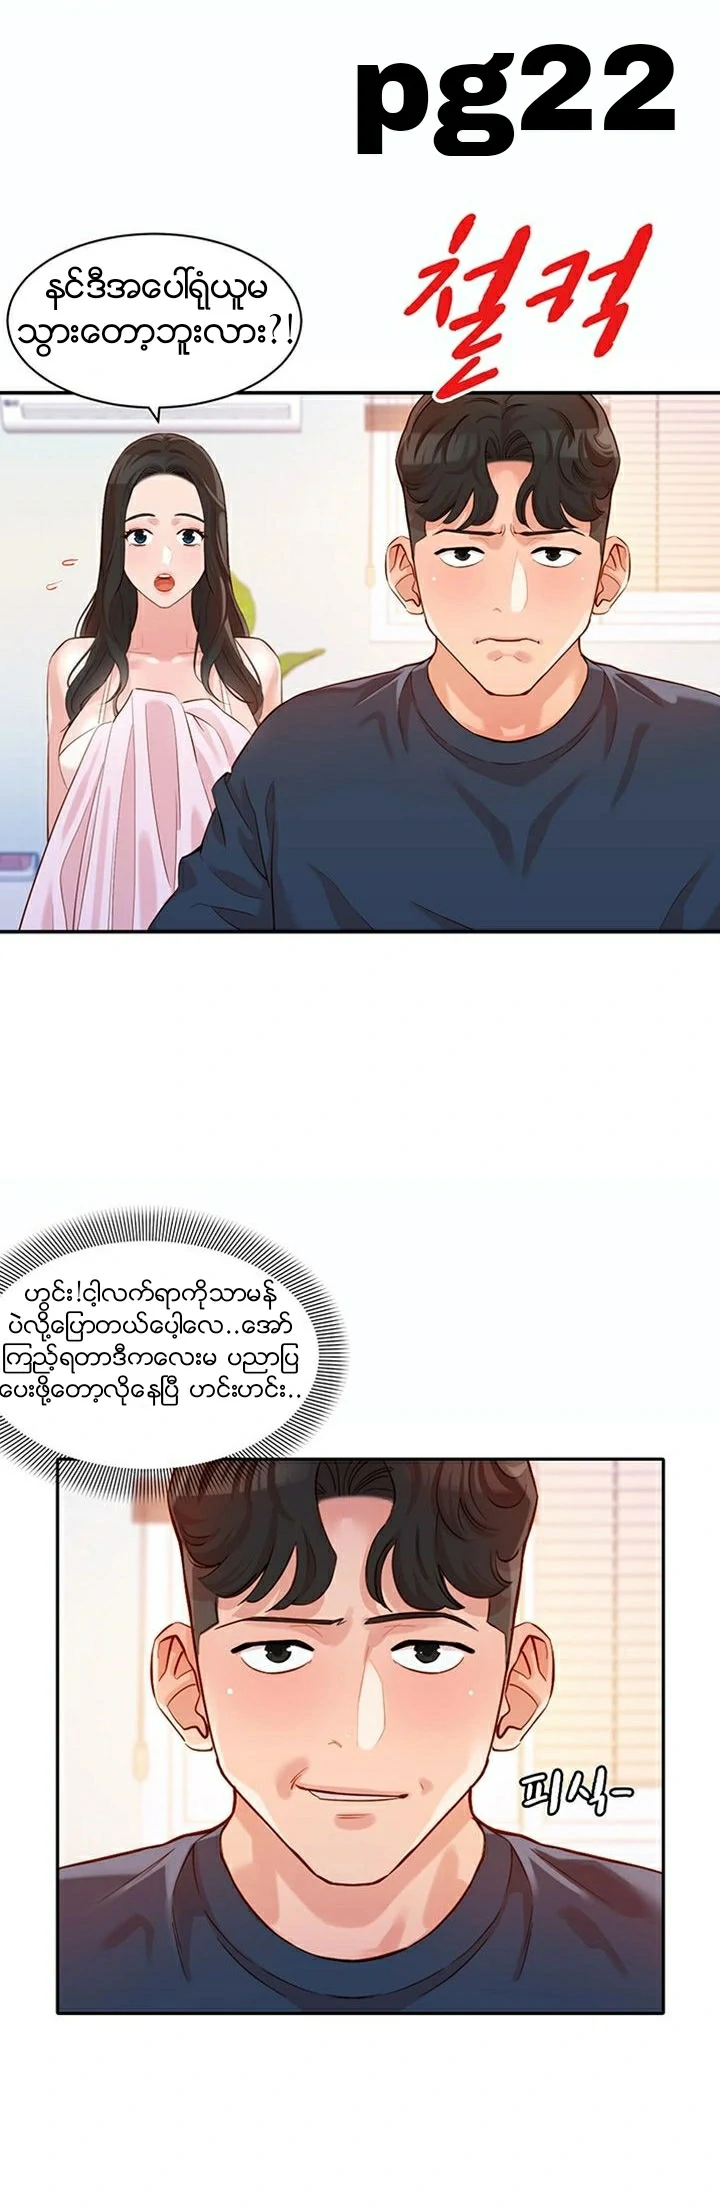 pg22
철컥
နင်ဒီအပေါ်ရုံယူမ
သွားတော့ဘူးလား?!
ဟွင်း!ငါ့လက်ရာကိုသာမန်
ပဲလို့ပြောတယ်ပေါ့လေ..အော်
ကြည့်ရတာဒီကလေးမ ပညာပြ
ပေးဖို့တော့လိုနေပြီ ဟင်းဟင်း..
피식-